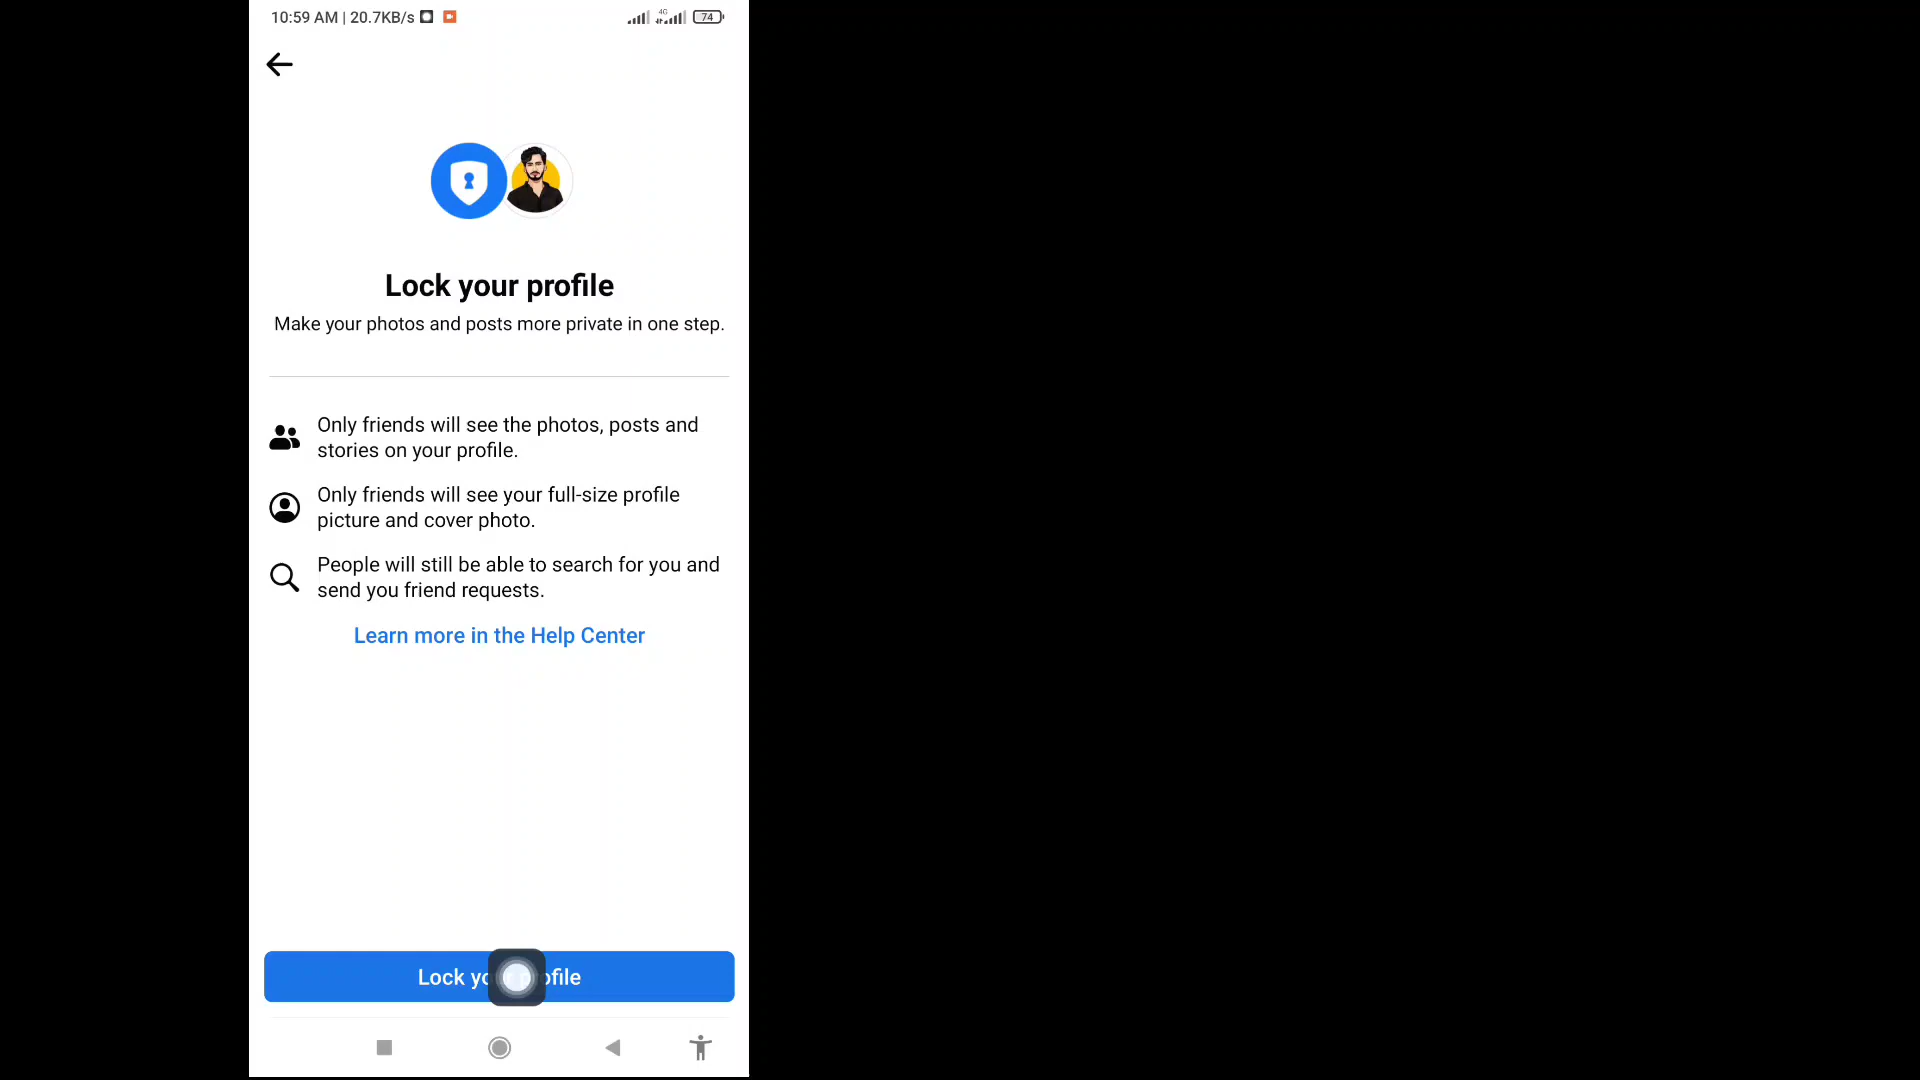 10:59 AM | 20.7KB/s
4G
74
Lock your profile
Make your photos and posts more private in one step.
Only friends will see the photos, posts and
stories on your profile.
Only friends will see your full-size profile
picture and cover photo.
People will still be able to search for you and
send you friend requests.
Learn more in the Help Center
Lock your profile